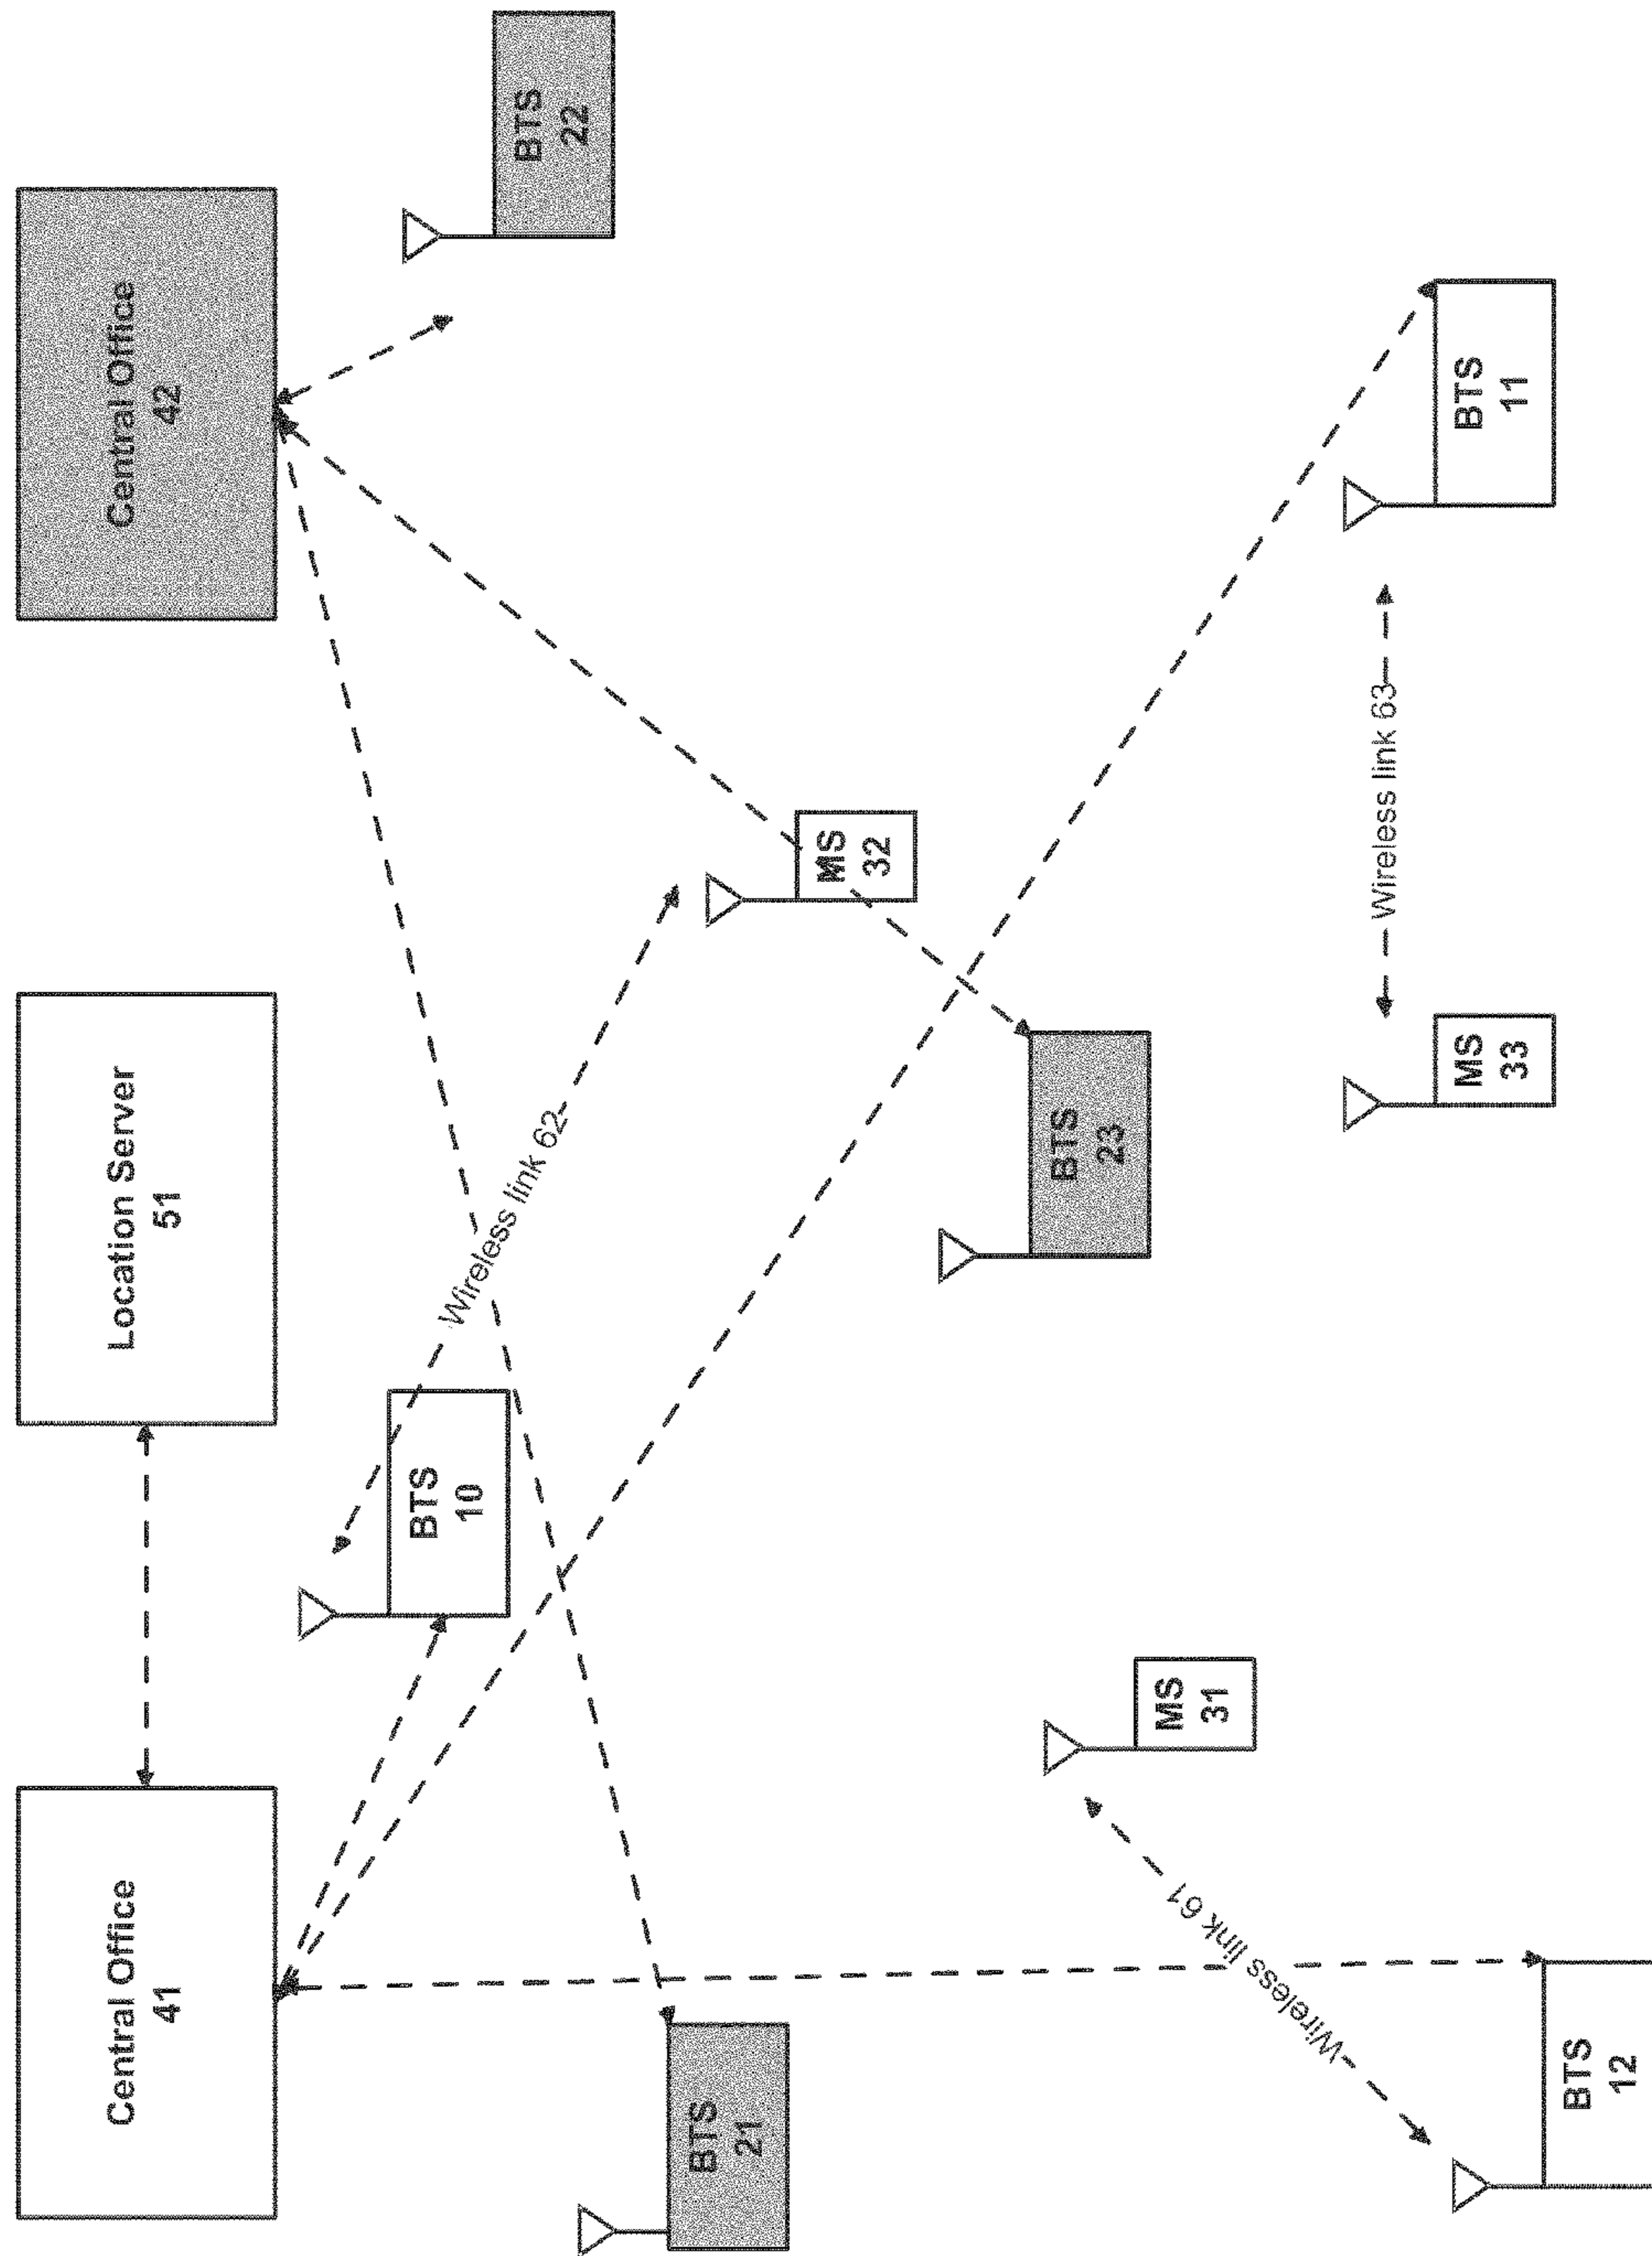 Central Office
41
Location Server
51
Central Office
42
BTS
10
BTS
22
Wireless link 62
BTS
21
MS
32
BTS
23
MS
31
Wireless link 61
Wireless link 63
MS
33
BTS
11
BTS
12